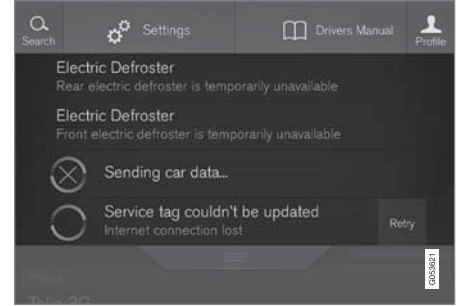 Search
Settings
Drivers Manual
Profile
Electric Defroster
Rear electric defroster is temporarily unavailable
Electric Defroster
Front electric defroster is temporarily unavailable
Sending car data...
Service tag couldn't be updated
Internet connection lost
Retry
G053621
Phone
Telia 3G